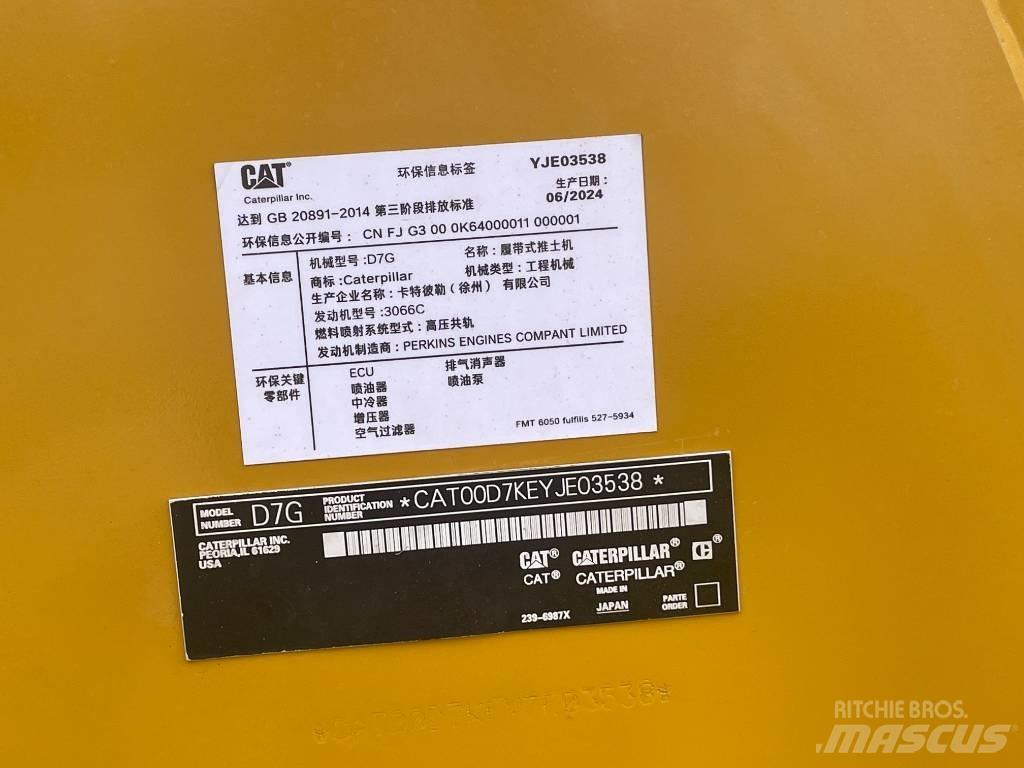 CAT®
环保信息标签
YJE03538
Caterpillar Inc.
生产日期：
06/2024
达到 GB 20891-2014 第三阶段排放标准
环保信息公开编号： CN FJ G3 00 0K64000011 000001
基本信息
机械型号:D7G 名称：履带式推土机
商标:Caterpillar 机械类型：工程机械
生产企业名称：卡特彼勒（徐州） 有限公司
发动机型号:3066C
燃料喷射系统型式：高压共轨
发动机制造商：PERKINS ENGINES COMPANT LIMITED
环保关键
零部件
ECU 排气消声器
喷油器 喷油泵
中冷器
增压器
空气过滤器
FMT 6050 fulfilis 527-5934
MODEL
NUMBER
D7G
PRODUCT
IDENTIFICATION
NUMBER
*CAT00D7KEYJE03538*
CATERPILLAR INC.
PEORIA,IL 61629
USA
CAT® CATERPILLAR® C®
CAT® CATERPILLAR®
MADE IN
JAPAN
239-6987X
PARTE
ORDER
RITCHIE BROS.
MASCUS